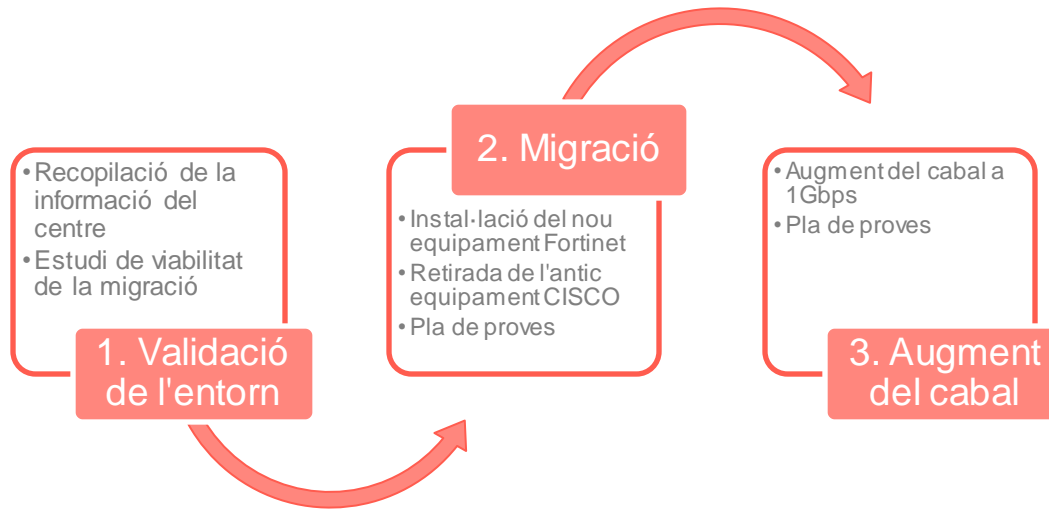 • Recopilació de la
informació del
centre
• Estudi de viabilitat
de la migració
1. Validació
de l'entorn
2. Migració
• Instal·lació del nou
equipament Fortinet
• Retirada de l'antic
equipament CISCO
• Pla de proves
• Augment del cabal a
1Gbps
• Pla de proves
3. Augment
del cabal